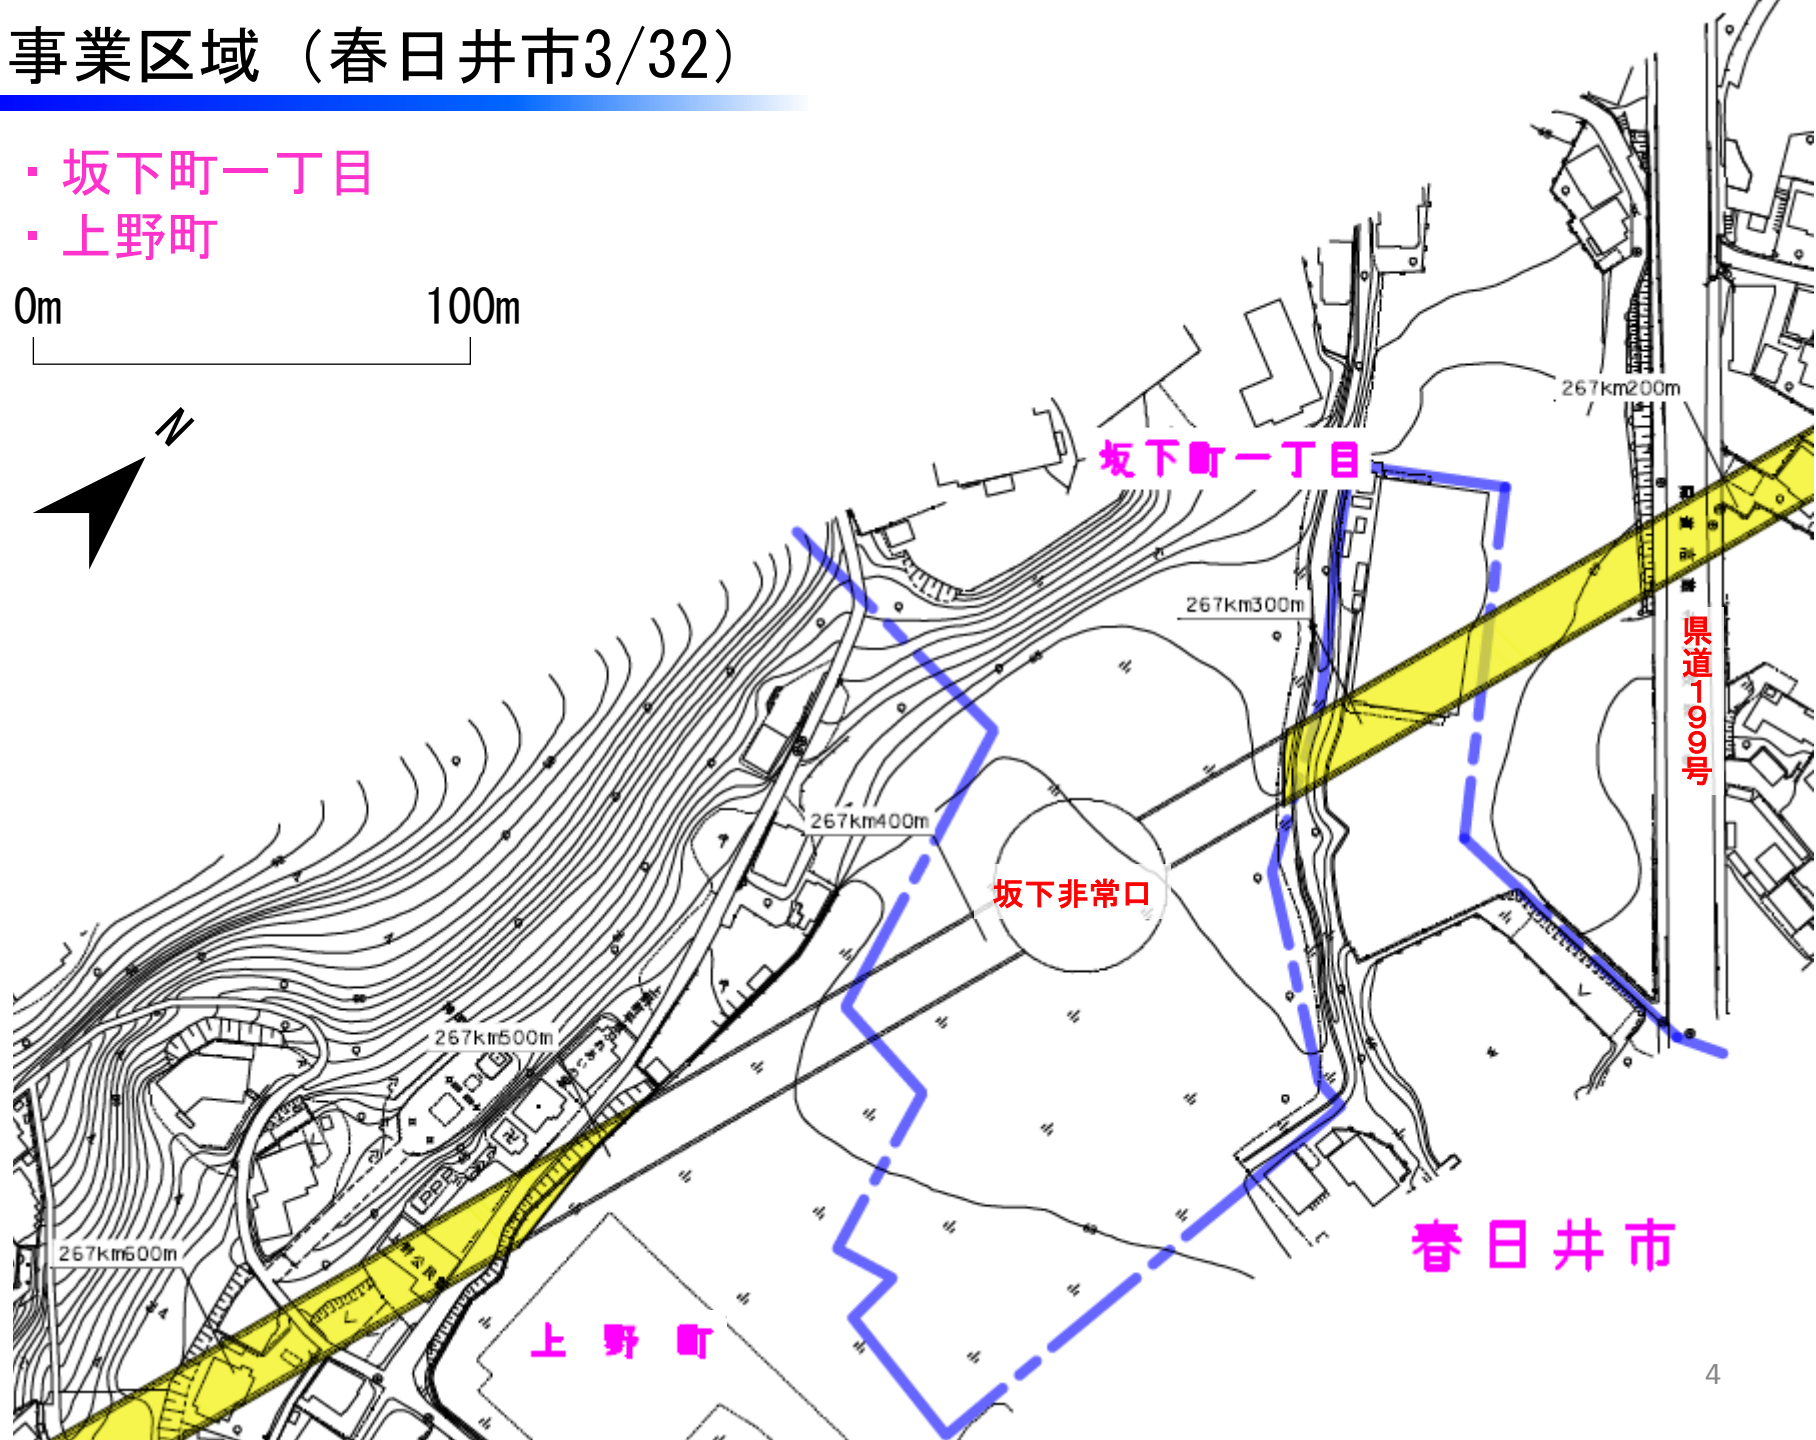 事業区域（春日井市3/32）
・坂下町一丁目
・上野町
0m 100m
N
267km200m
坂下町一丁目
267km300m
県道199号
267km400m
坂下非常口
267km500m
春日井市
267km600m
上野町
4